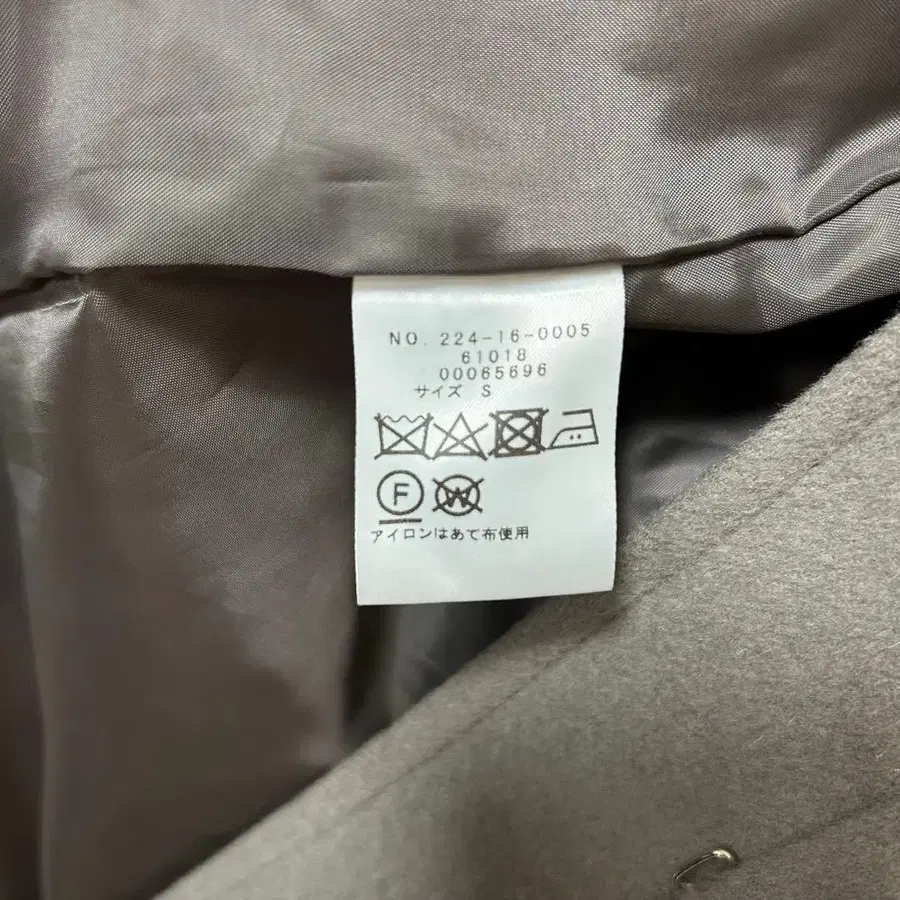 NO. 224-16-0005
61018
00065696
サイズ S
F W
アイロンはあて布使用